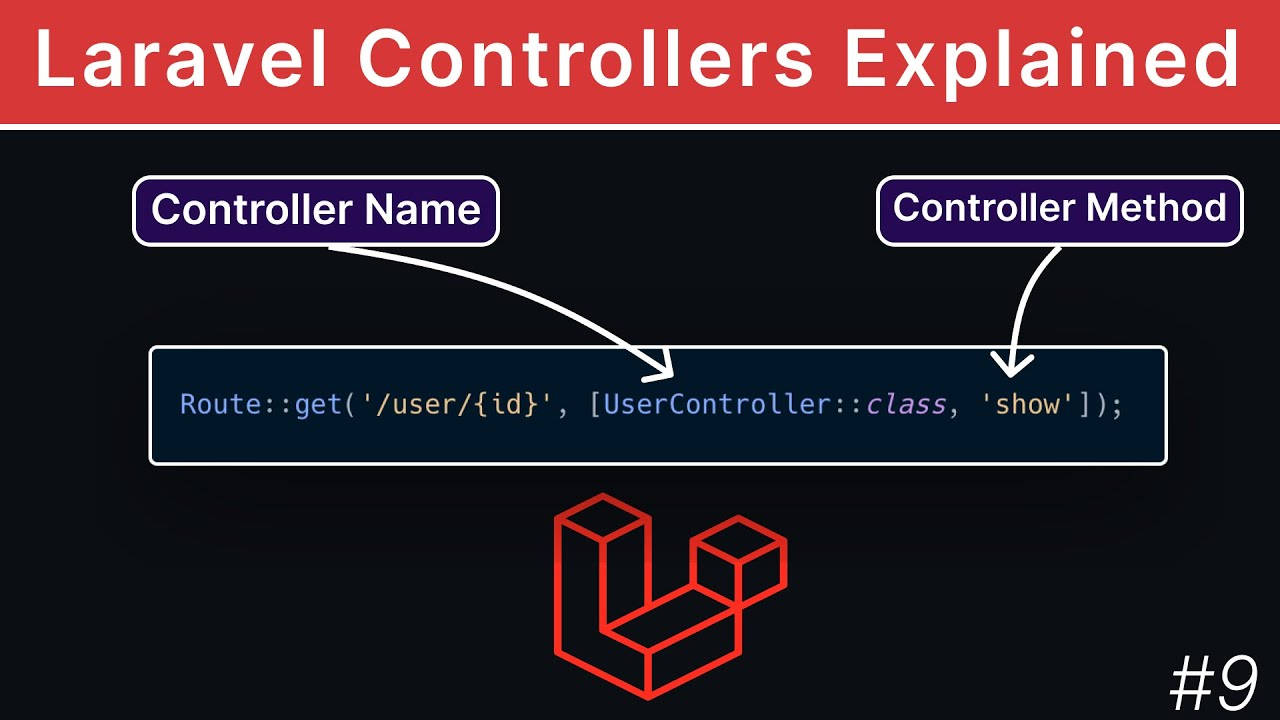 Laravel Controllers Explained
Controller Name
Controller Method
Route::get('/user/{id}', [UserController::class, 'show']);
#9